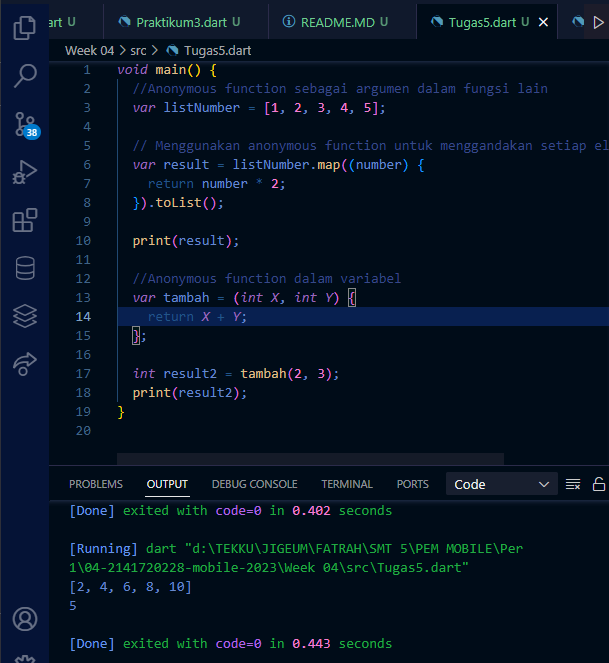 art U Praktikum3.dart U README.MD U Tugas5.dart U
Week 04 > src > Tugas5.dart
1 void main() {
2 //Anonymous function sebagai argumen dalam fungsi lain
3 var listNumber = [1, 2, 3, 4, 5];
4
5 // Menggunakan anonymous function untuk menggandakan setiap el
6 var result = listNumber.map((number) {
7 return number * 2;
8 }).toList();
9
10 print(result);
11
12 //Anonymous function dalam variabel
13 var tambah = (int X, int Y) {
14 return X + Y;
15 };
16
17 int result2 = tambah(2, 3);
18 print(result2);
19 }
20
38
PROBLEMS OUTPUT DEBUG CONSOLE TERMINAL PORTS Code
[Done] exited with code=0 in 0.402 seconds
[Running] dart "d:\TEKKU\JIGEUM\FATRAH\SMT 5\PEM MOBILE\Per
1\04-2141720228-mobile-2023\Week 04\src\Tugas5.dart"
[2, 4, 6, 8, 10]
5
[Done] exited with code=0 in 0.443 seconds